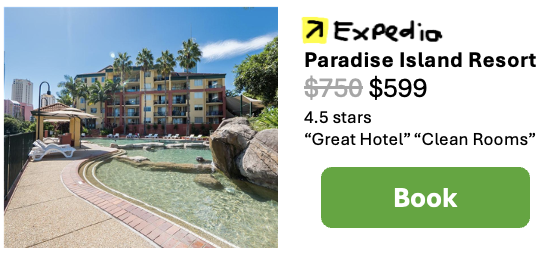 Expedia
Paradise Island Resort
$750 $599
4.5 stars
“Great Hotel” “Clean Rooms”
Book